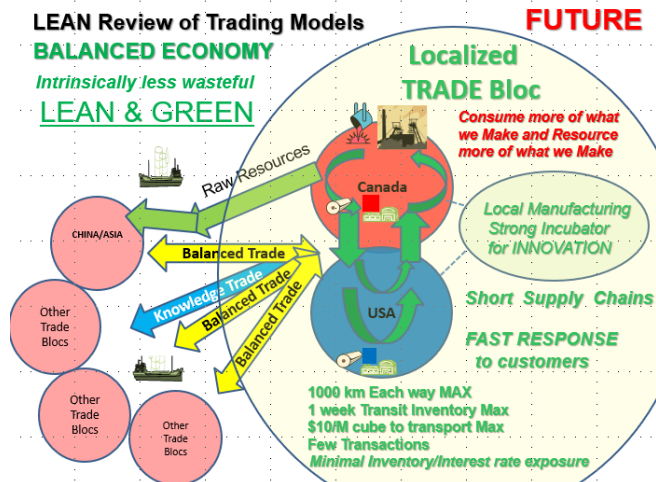 LEAN Review of Trading Models
FUTURE
BALANCED ECONOMY
Intrinsically less wasteful
LEAN & GREEN
Localized
TRADE Bloc
Consume more of what
we Make and Resource
more of what we Make
Raw Resources
Canada
CHINA/ASIA
Local Manufacturing
Strong Incubator
for INNOVATION
Balanced Trade
Knowledge Trade
Balanced Trade
Balanced Trade
Other
Trade
Blocs
USA
Short Supply Chains
FAST RESPONSE
to customers
Other
Trade
Blocs
Other
Trade
Blocs
1000 km Each way MAX
1 week Transit Inventory Max
$10/M cube to transport Max
Few Transactions
Minimal Inventory/Interest rate exposure